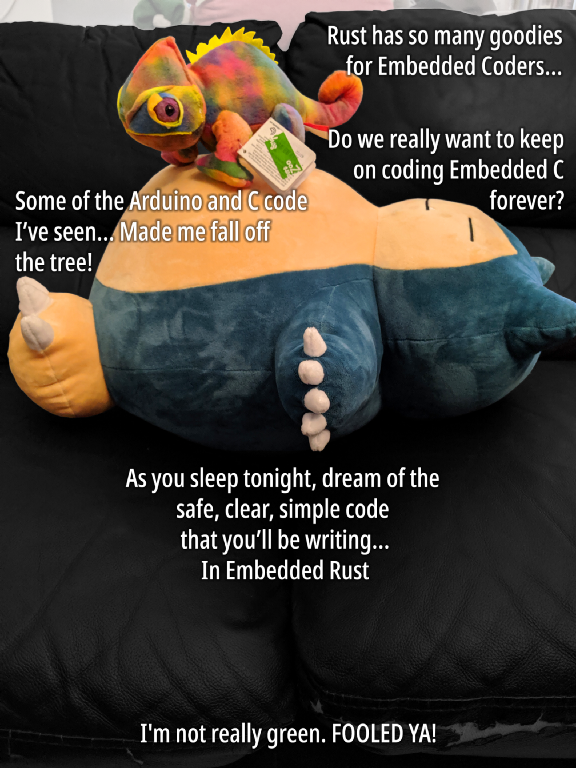 Rust has so many goodies
for Embedded Coders...
Do we really want to keep
on coding Embedded C
forever?
Some of the Arduino and C code
I've seen... Made me fall off
the tree!
As you sleep tonight, dream of the
safe, clear, simple code
that you'll be writing...
In Embedded Rust
I'm not really green. FOOLED YA!